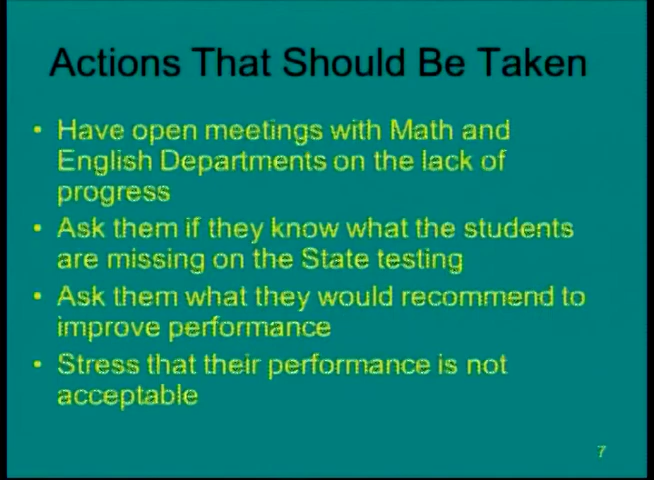 Actions That Should Be Taken
• Have open meetings with Math and
English Departments on the lack of
progress
• Ask them if they know what the students
are missing on the State testing
• Ask them what they would recommend to
improve performance
• Stress that their performance is not
acceptable
7